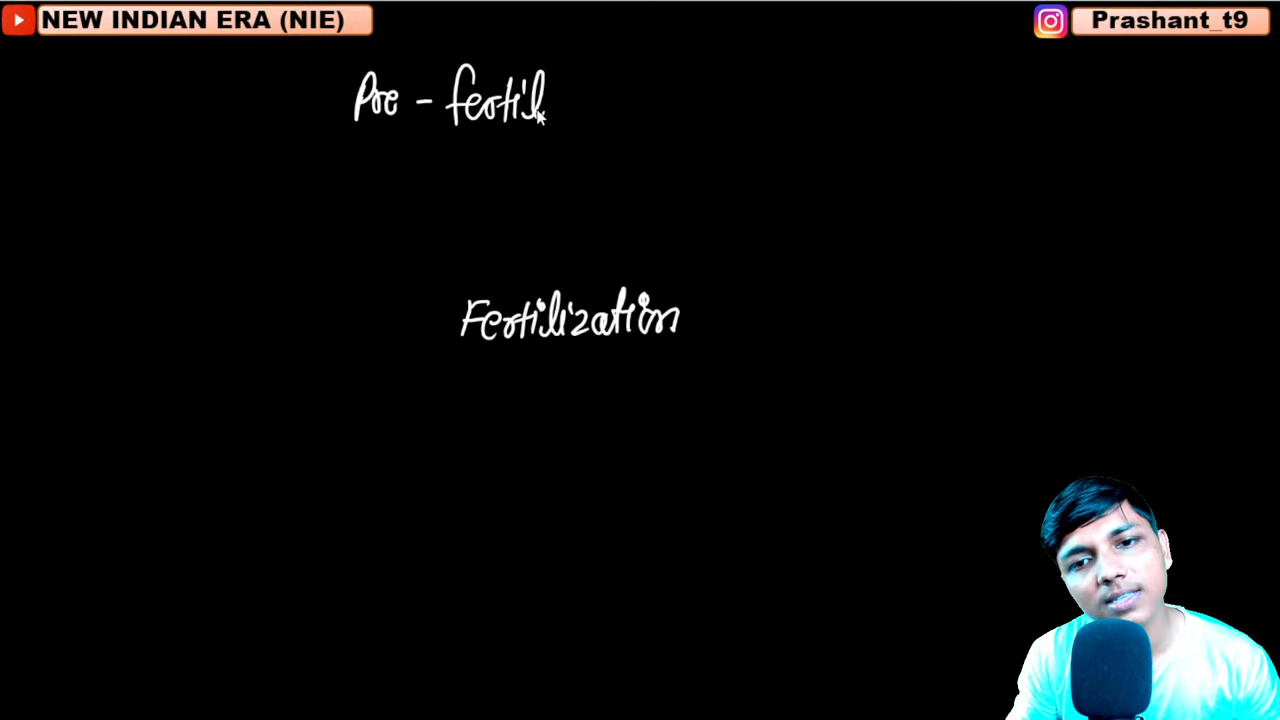 NEW INDIAN ERA (NIE)
Prashant_t9
Pre - fertil
Fertilization